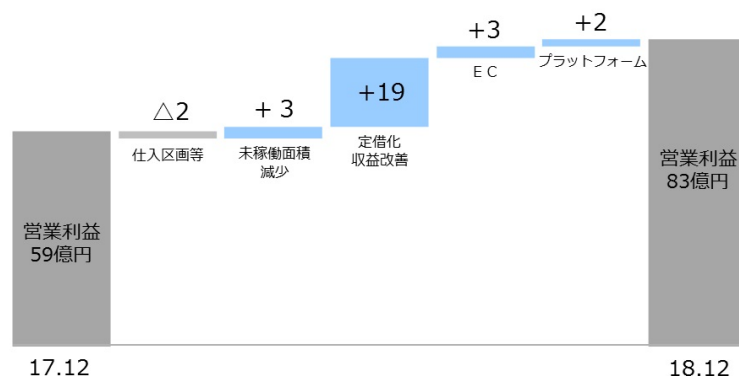 営業利益
59億円
17.12
△2
仕入区画等
+ 3
未稼働面積
減少
+19
定借化
収益改善
+3
ＥＣ
+2
プラットフォーム
営業利益
83億円
18.12